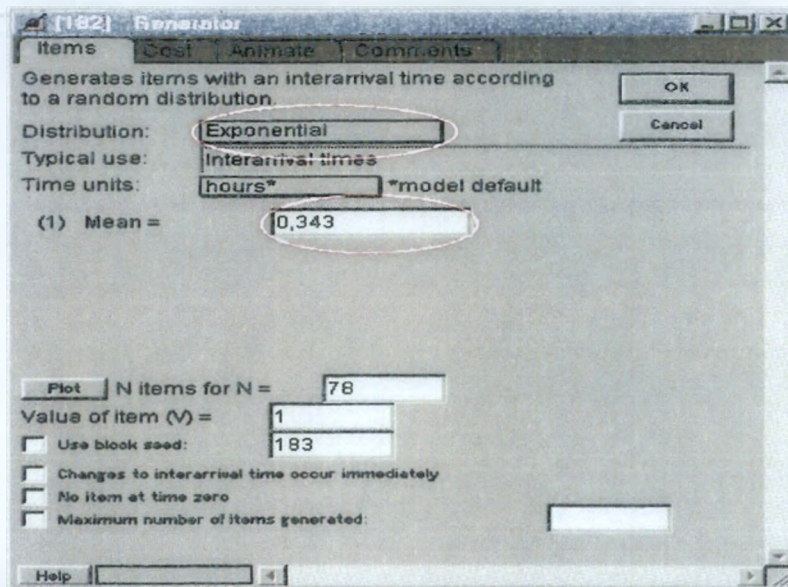 [182] Generator
Items Cost Animate Comments
Generates items with an interarrival time according
to a random distribution.
OK
Cancel
Distribution: Exponential
Typical use: Interarrival times
Time units: hours* *model default
(1) Mean = 0,343
Plot N items for N = 78
Value of item (V) = 1
Use block seed: 183
Changes to interarrival time occur immediately
No item at time zero
Maximum number of items generated:
Help